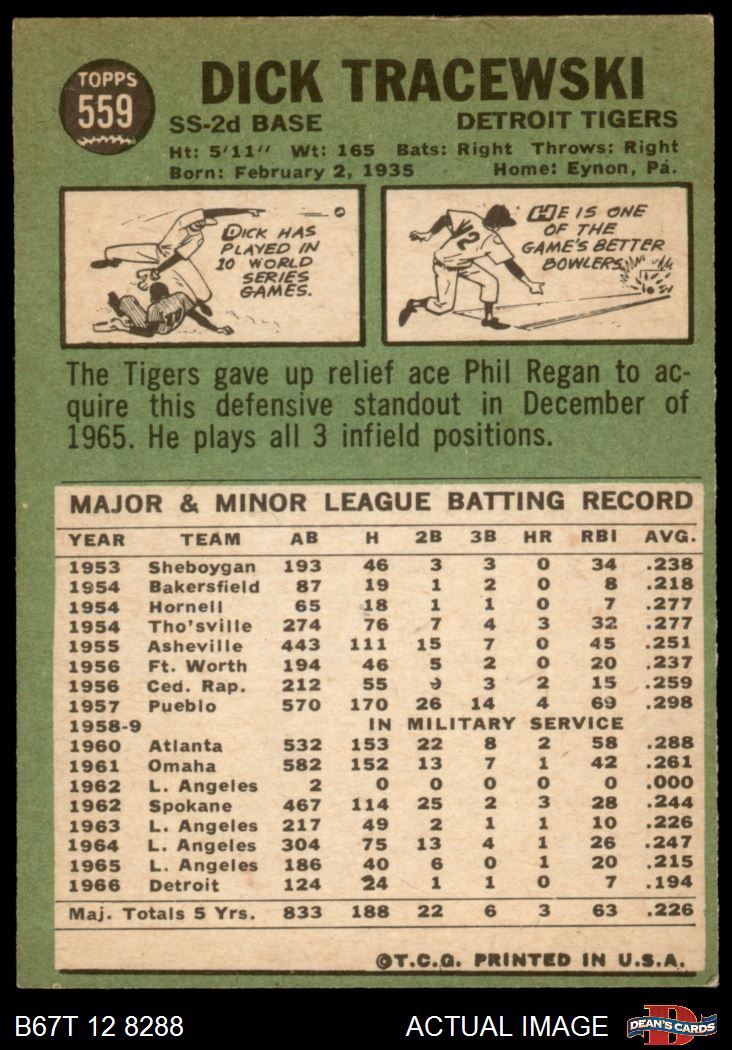 TOPPS
559
DICK TRACEWSKI
SS-2d BASE DETROIT TIGERS
Ht: 5'11" Wt: 165 Bats: Right Throws: Right
Born: February 2, 1935 Home: Eynon, Pa.
DICK HAS
PLAYED IN
10 WORLD
SERIES
GAMES.
HE IS ONE
OF THE
GAME'S BETTER
BOWLERS
12
The Tigers gave up relief ace Phil Regan to ac-
quire this defensive standout in December of
1965. He plays all 3 infield positions.
MAJOR & MINOR LEAGUE BATTING RECORD
YEAR TEAM AB H 2B 3B HR RBI AVG.
1953 Sheboygan 193 46 3 3 0 34 .238
1954 Bakersfield 87 19 1 2 0 8 .218
1954 Hornell 65 18 1 1 0 7 .277
1954 Tho'sville 274 76 7 4 3 32 .277
1955 Asheville 443 111 15 7 0 45 .251
1956 Ft. Worth 194 46 5 2 0 20 .237
1956 Ced. Rap. 212 55 9 3 2 15 .259
1957 Pueblo 570 170 26 14 4 69 .298
1958-9 IN MILITARY SERVICE
1960 Atlanta 532 153 22 8 2 58 .288
1961 Omaha 582 152 13 7 1 42 .261
1962 L. Angeles 2 0 0 0 0 0 .000
1962 Spokane 467 114 25 2 3 28 .244
1963 L. Angeles 217 49 2 1 1 10 .226
1964 L. Angeles 304 75 13 4 1 26 .247
1965 L. Angeles 186 40 6 0 1 20 .215
1966 Detroit 124 24 1 1 0 7 .194
Maj. Totals 5 Yrs. 833 188 22 6 3 63 .226
©T.C.G. PRINTED IN U.S.A.
B67T 12 8288 ACTUAL IMAGE
D
DEAN'S CARDS